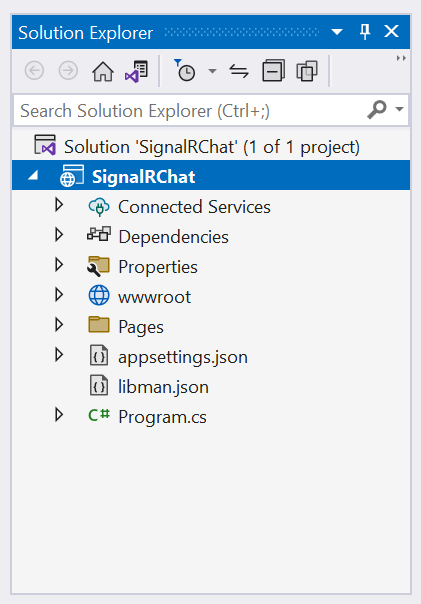 Solution Explorer
Search Solution Explorer (Ctrl+;)
Solution 'SignalRChat' (1 of 1 project)
SignalRChat
Connected Services
Dependencies
Properties
wwwroot
Pages
appsettings.json
libman.json
C# Program.cs